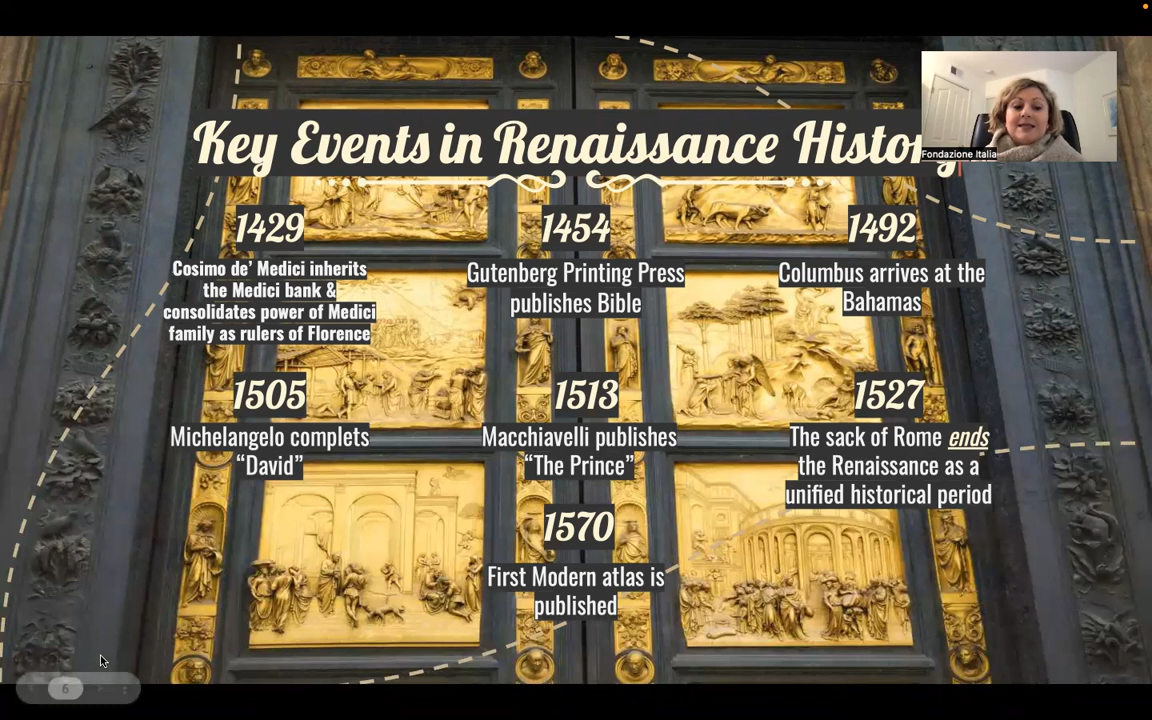 Key Events in Renaissance History
Fondazione Italia
1429
Cosimo de' Medici inherits
the Medici bank &
consolidates power of Medici
family as rulers of Florence
1454
Gutenberg Printing Press
publishes Bible
1492
Columbus arrives at the
Bahamas
1505
Michelangelo complets
“David”
1513
Macchiavelli publishes
“The Prince”
1527
The sack of Rome ends
the Renaissance as a
unified historical period
1570
First Modern atlas is
published
6